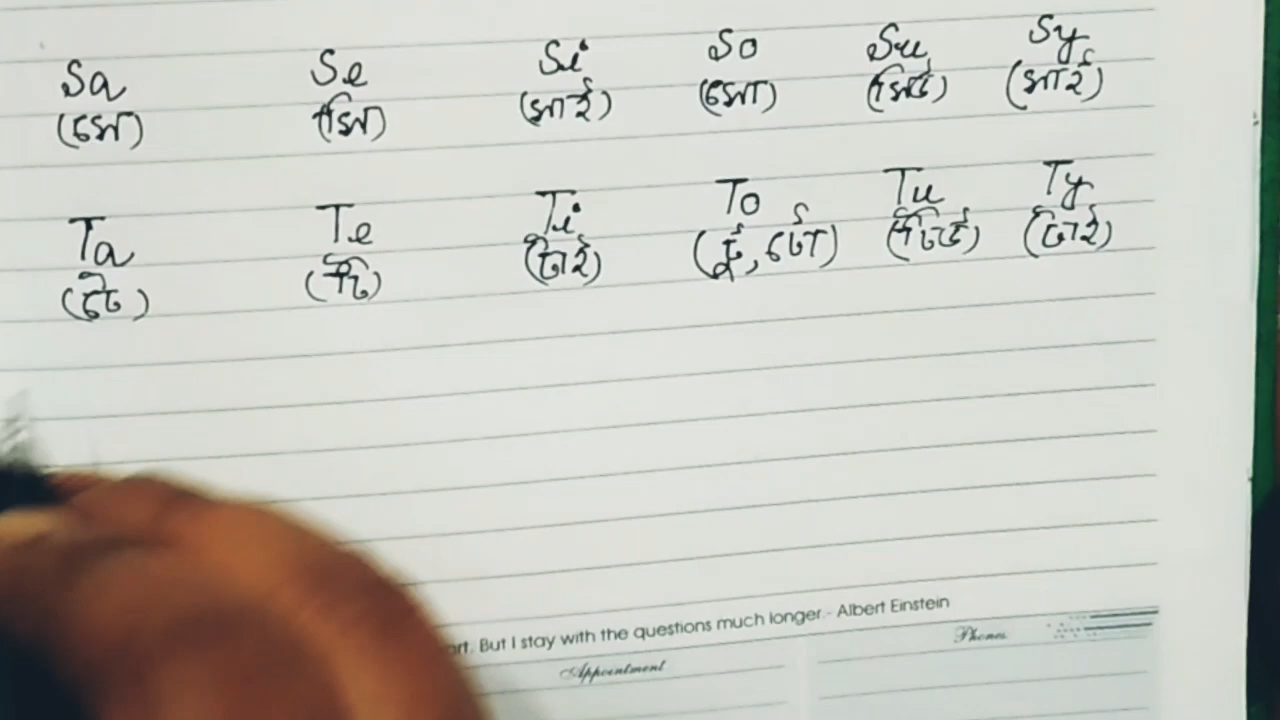 Sa Se Si So Su Sy
(সে) (সি) (সাই) (সো) (সিউ) (সাই)
Ta Te Ti To Tu Ty
(টে) (টি) (টাই) (টু, টো) (টিউ) (টাই)
But I stay with the questions much longer - Albert Einstein
Appointment Phones